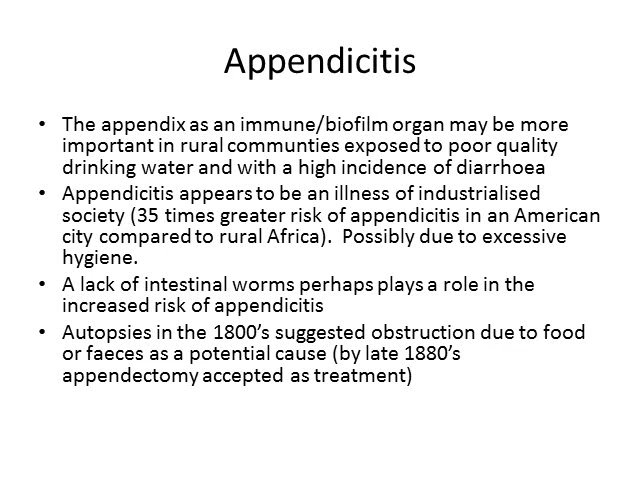 Appendicitis
• The appendix as an immune/biofilm organ may be more
important in rural communties exposed to poor quality
drinking water and with a high incidence of diarrhoea
• Appendicitis appears to be an illness of industrialised
society (35 times greater risk of appendicitis in an American
city compared to rural Africa).  Possibly due to excessive
hygiene.
• A lack of intestinal worms perhaps plays a role in the
increased risk of appendicitis
• Autopsies in the 1800’s suggested obstruction due to food
or faeces as a potential cause (by late 1880’s
appendectomy accepted as treatment)